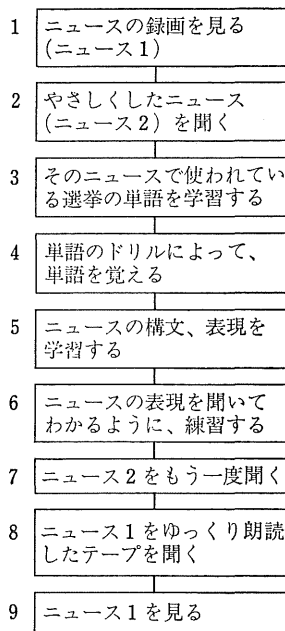 1 ニュースの録画を見る
(ニュース1)
2 やさしくしたニュース
(ニュース2)を聞く
3 そのニュースで使われてい
る選挙の単語を学習する
4 単語のドリルによって、
単語を覚える
5 ニュースの構文、表現を
学習する
6 ニュースの表現を聞いて
わかるように、練習する
7 ニュース2をもう一度聞く
8 ニュース1をゆっくり朗読
したテープを聞く
9 ニュース1を見る